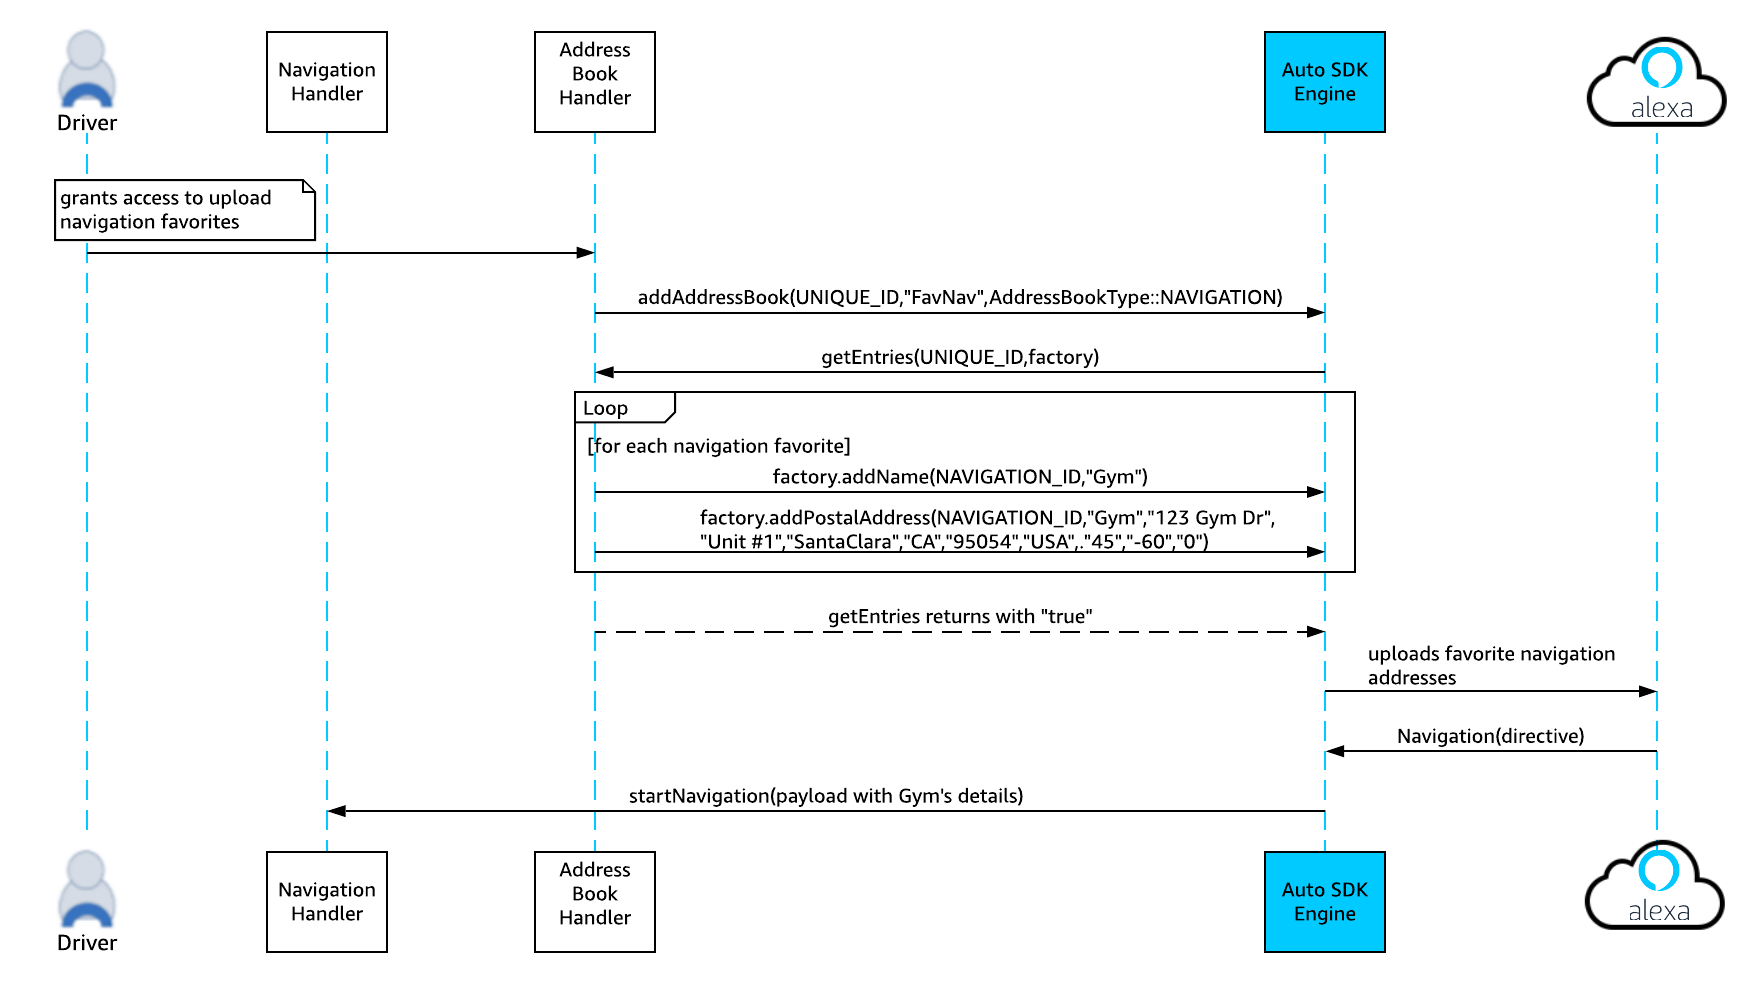 Driver
Navigation
Handler
Address
Book
Handler
Auto SDK
Engine
alexa
grants access to upload
navigation favorites
addAddressBook(UNIQUE_ID,"FavNav",AddressBookType::NAVIGATION)
getEntries(UNIQUE_ID,factory)
Loop
[for each navigation favorite]
factory.addName(NAVIGATION_ID,"Gym")
factory.addPostalAddress(NAVIGATION_ID,"Gym","123 Gym Dr",
"Unit #1","SantaClara","CA","95054","USA",."45","-60","0")
getEntries returns with "true"
uploads favorite navigation
addresses
Navigation(directive)
startNavigation(payload with Gym's details)
Driver
Navigation
Handler
Address
Book
Handler
Auto SDK
Engine
alexa